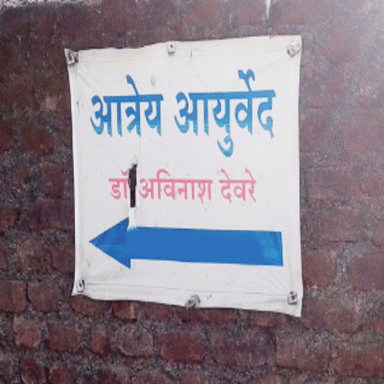 आत्रेय आयुर्वेद
डॉ अविनाश देवरे